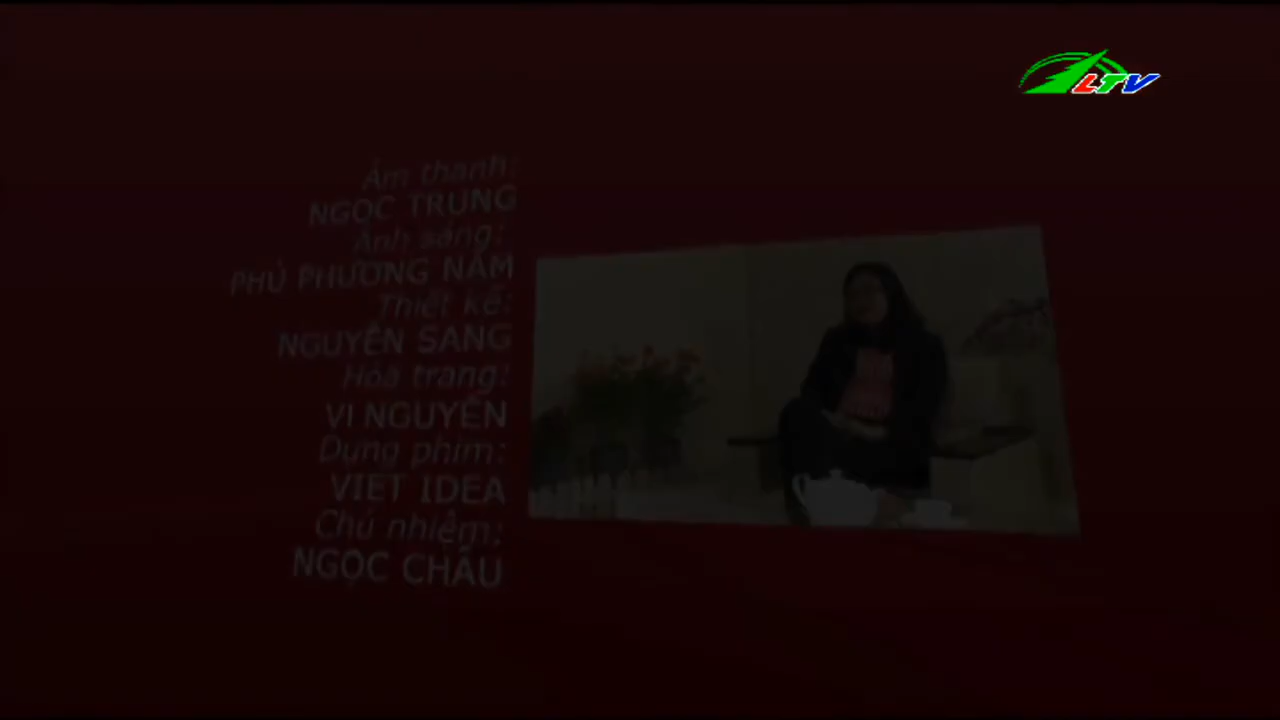 LTV
Âm thanh:
NGỌC TRUNG
Ánh sáng:
PHÚ PHƯƠNG NAM
Thiết kế:
NGUYÊN SANG
Hóa trang:
VI NGUYỄN
Dựng phim:
VIET IDEA
Chủ nhiệm:
NGỌC CHÂU